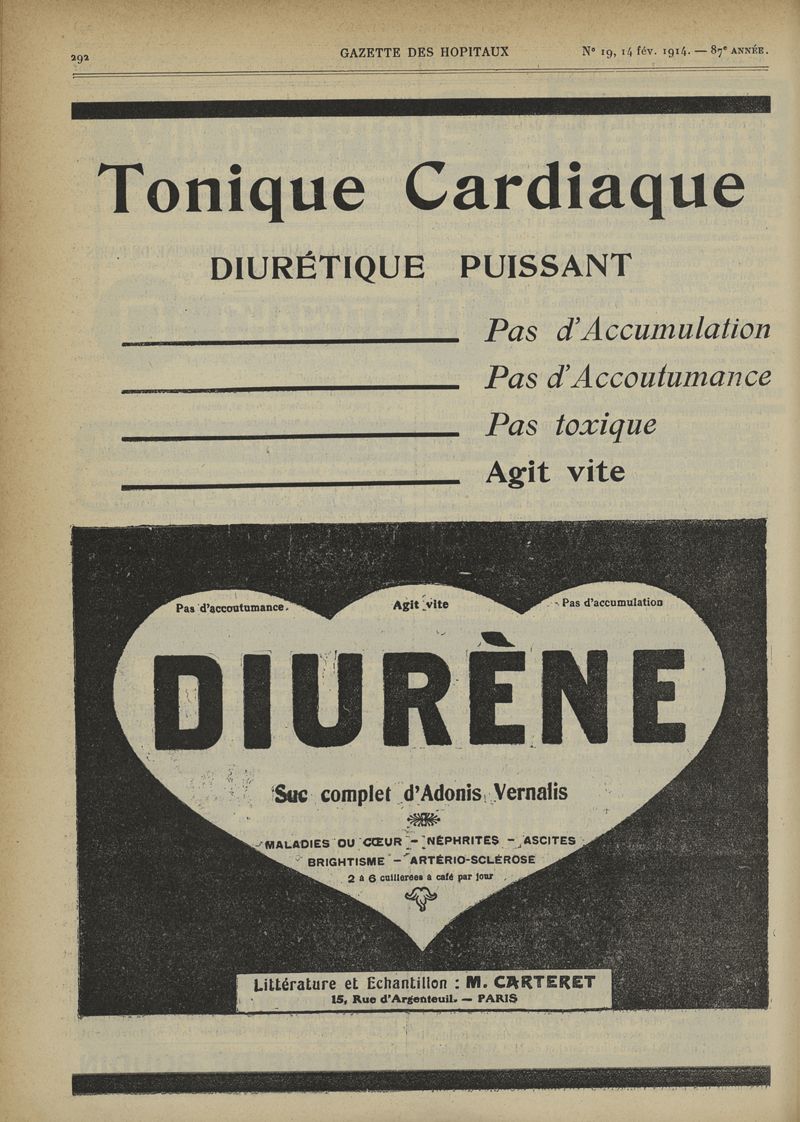 292
GAZETTE DES HOPITAUX
N° 19, 14 fév. 1914. — 87e ANNÉE.
Tonique Cardiaque
DIURÉTIQUE PUISSANT
Pas d'Accumulation
Pas d'Accoutumance
Pas toxique
Agit vite
Pas d'accoutumance.
Agit vite
Pas d'accumulation
DIURÈNE
Suc complet d'Adonis Vernalis
MALADIES DU CŒUR - NÉPHRITES - ASCITES
BRIGHTISME - ARTÉRIO-SCLÉROSE
2 à 6 cuillerées à café par jour
Littérature et Echantillon : M. CARTERET
15, Rue d'Argenteuil. — PARIS